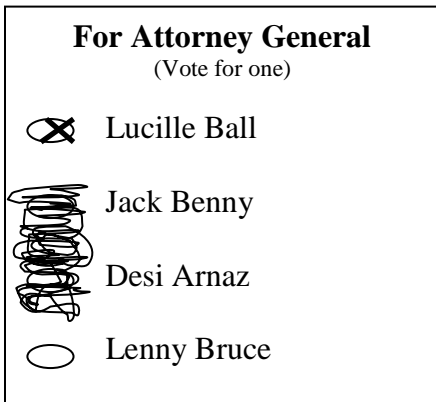 For Attorney General
(Vote for one)
Lucille Ball
Jack Benny
Desi Arnaz
Lenny Bruce